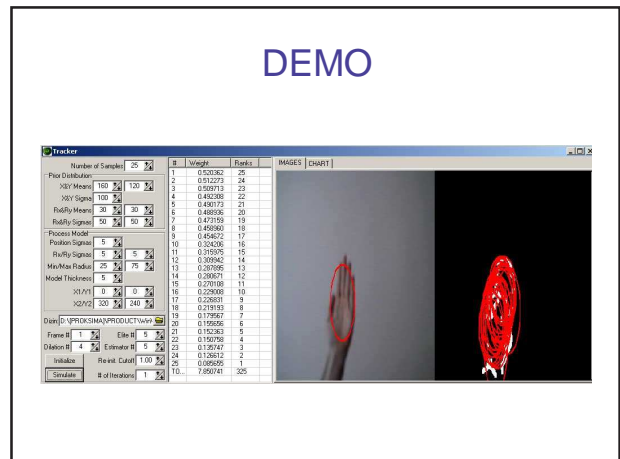 DEMO
Tracker
Number of Samples 25
Prior Distribution
X&Y Means 160 120
X&Y Sigma 100
Rx&Ry Means 30 30
Rx&Ry Sigmas 50 50
Process Model
Position Sigmas 5
Rx/Ry Sigmas 5 5
Min/Max Radius 25 75
Model Thickness 5
X1/Y1 0 0
X2/Y2 320 240
Dizin D:\[PROKSIMA]\PRODUCT\
Frame # 1 Elite # 5
Dilation # 4 Estimator # 5
Initialize Re-init. Cutoff 1.00
Simulate # of Iterations 1
# Weight Ranks
1 0.520362 25
2 0.512273 24
3 0.509713 23
4 0.492308 22
5 0.490173 21
6 0.488936 20
7 0.473159 19
8 0.458960 18
9 0.454672 17
10 0.324206 16
11 0.315975 15
12 0.309942 14
13 0.287895 13
14 0.280671 12
15 0.270108 11
16 0.229008 10
17 0.226831 9
18 0.219193 8
19 0.179567 7
20 0.155656 6
21 0.152363 5
22 0.150758 4
23 0.135747 3
24 0.126612 2
25 0.085655 1
TO... 7.850741 325
IMAGES CHART